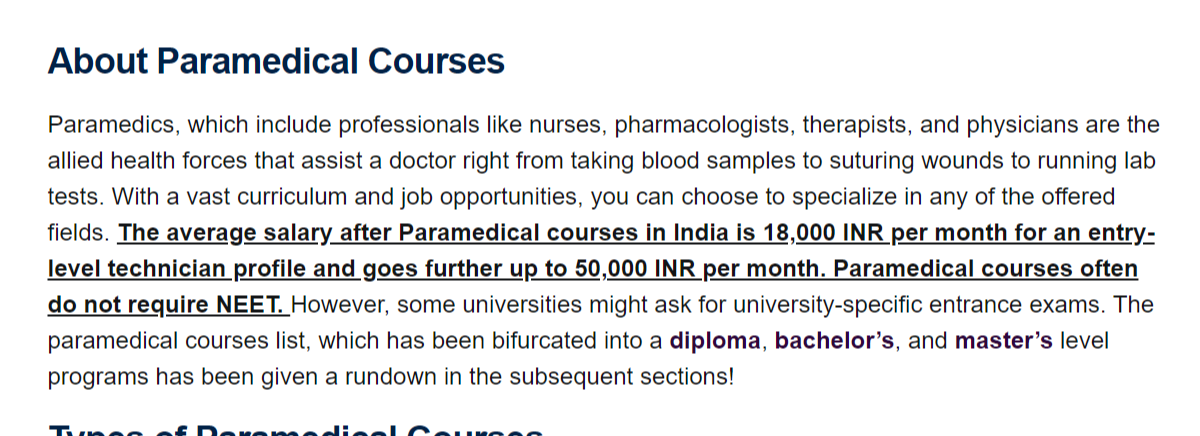 About Paramedical Courses
Paramedics, which include professionals like nurses, pharmacologists, therapists, and physicians are the
allied health forces that assist a doctor right from taking blood samples to suturing wounds to running lab
tests. With a vast curriculum and job opportunities, you can choose to specialize in any of the offered
fields. The average salary after Paramedical courses in India is 18,000 INR per month for an entry-
level technician profile and goes further up to 50,000 INR per month. Paramedical courses often
do not require NEET. However, some universities might ask for university-specific entrance exams. The
paramedical courses list, which has been bifurcated into a diploma, bachelor’s, and master’s level
programs has been given a rundown in the subsequent sections!
Types of Paramedical Courses